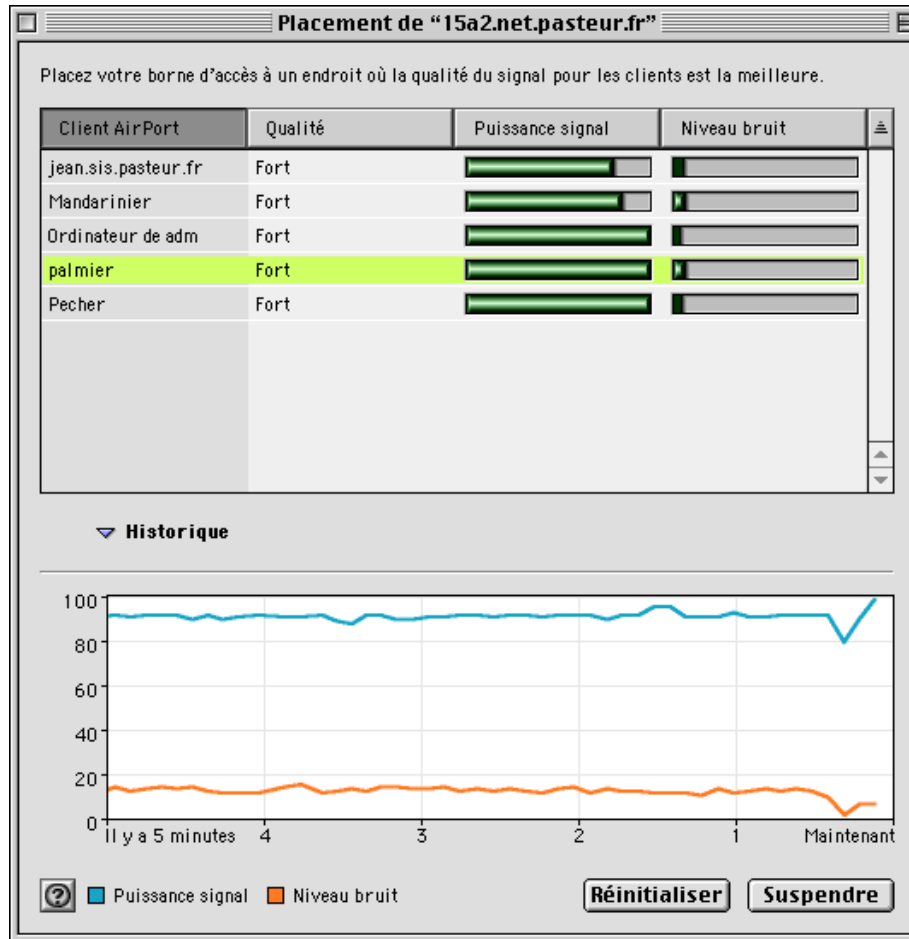 Placement de “15a2.net.pasteur.fr”
Placez votre borne d'accès à un endroit où la qualité du signal pour les clients est la meilleure.
Client AirPort Qualité Puissance signal Niveau bruit
jean.sis.pasteur.fr Fort
Mandarinier Fort
Ordinateur de adm Fort
palmier Fort
Pecher Fort
Historique
100
80
60
40
20
0
Il y a 5 minutes 4 3 2 1 Maintenant
? Puissance signal Niveau bruit Réinitialiser Suspendre